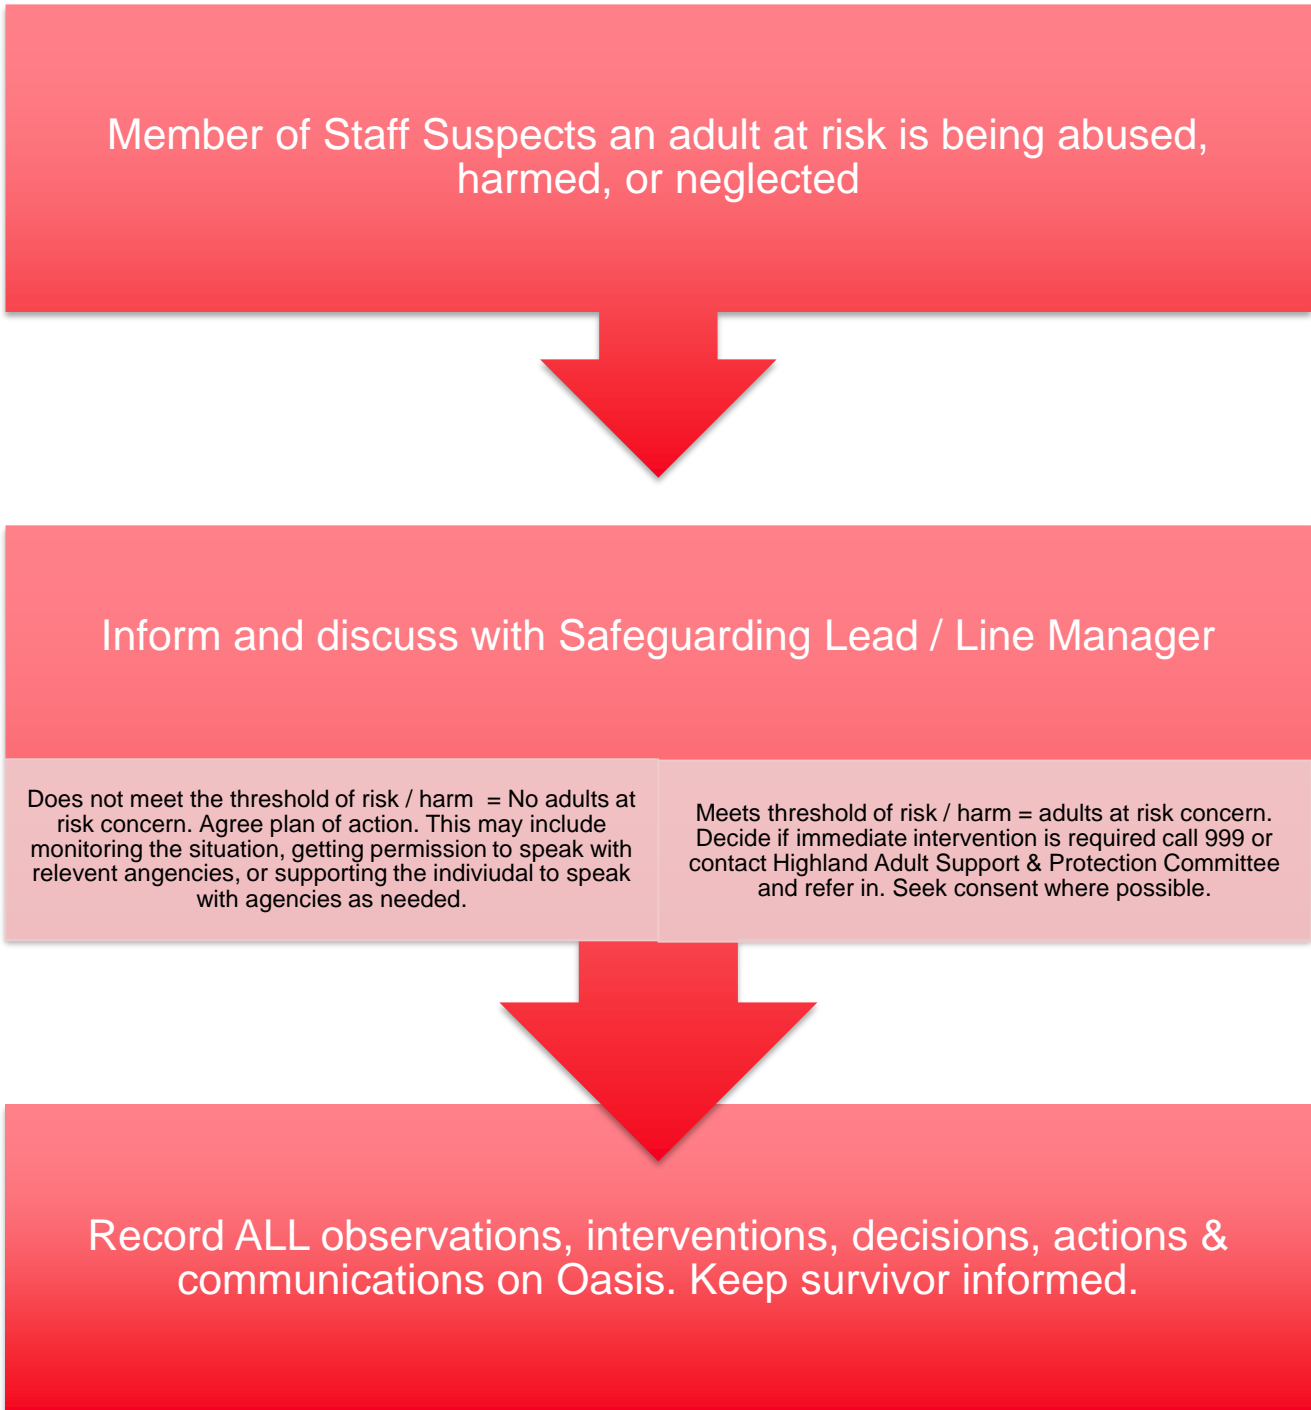 Member of Staff Suspects an adult at risk is being abused,
harmed, or neglected
Inform and discuss with Safeguarding Lead / Line Manager
Does not meet the threshold of risk / harm  = No adults at
risk concern. Agree plan of action. This may include
monitoring the situation, getting permission to speak with
relevent angencies, or supporting the indiviudal to speak
with agencies as needed.
Meets threshold of risk / harm = adults at risk concern.
Decide if immediate intervention is required call 999 or
contact Highland Adult Support & Protection Committee
and refer in. Seek consent where possible.
Record ALL observations, interventions, decisions, actions &
communications on Oasis. Keep survivor informed.